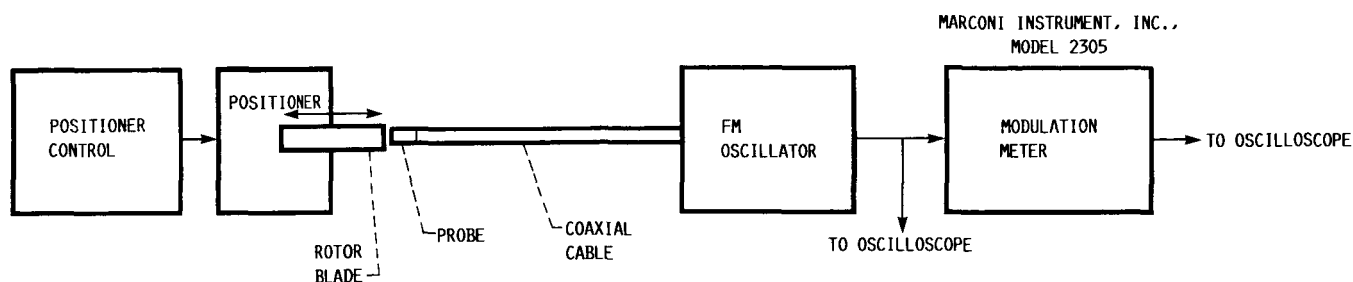 MARCONI INSTRUMENT, INC.,
MODEL 2305
POSITIONER
CONTROL
POSITIONER
FM
OSCILLATOR
MODULATION
METER
TO OSCILLOSCOPE
ROTOR
BLADE
PROBE
COAXIAL
CABLE
TO OSCILLOSCOPE